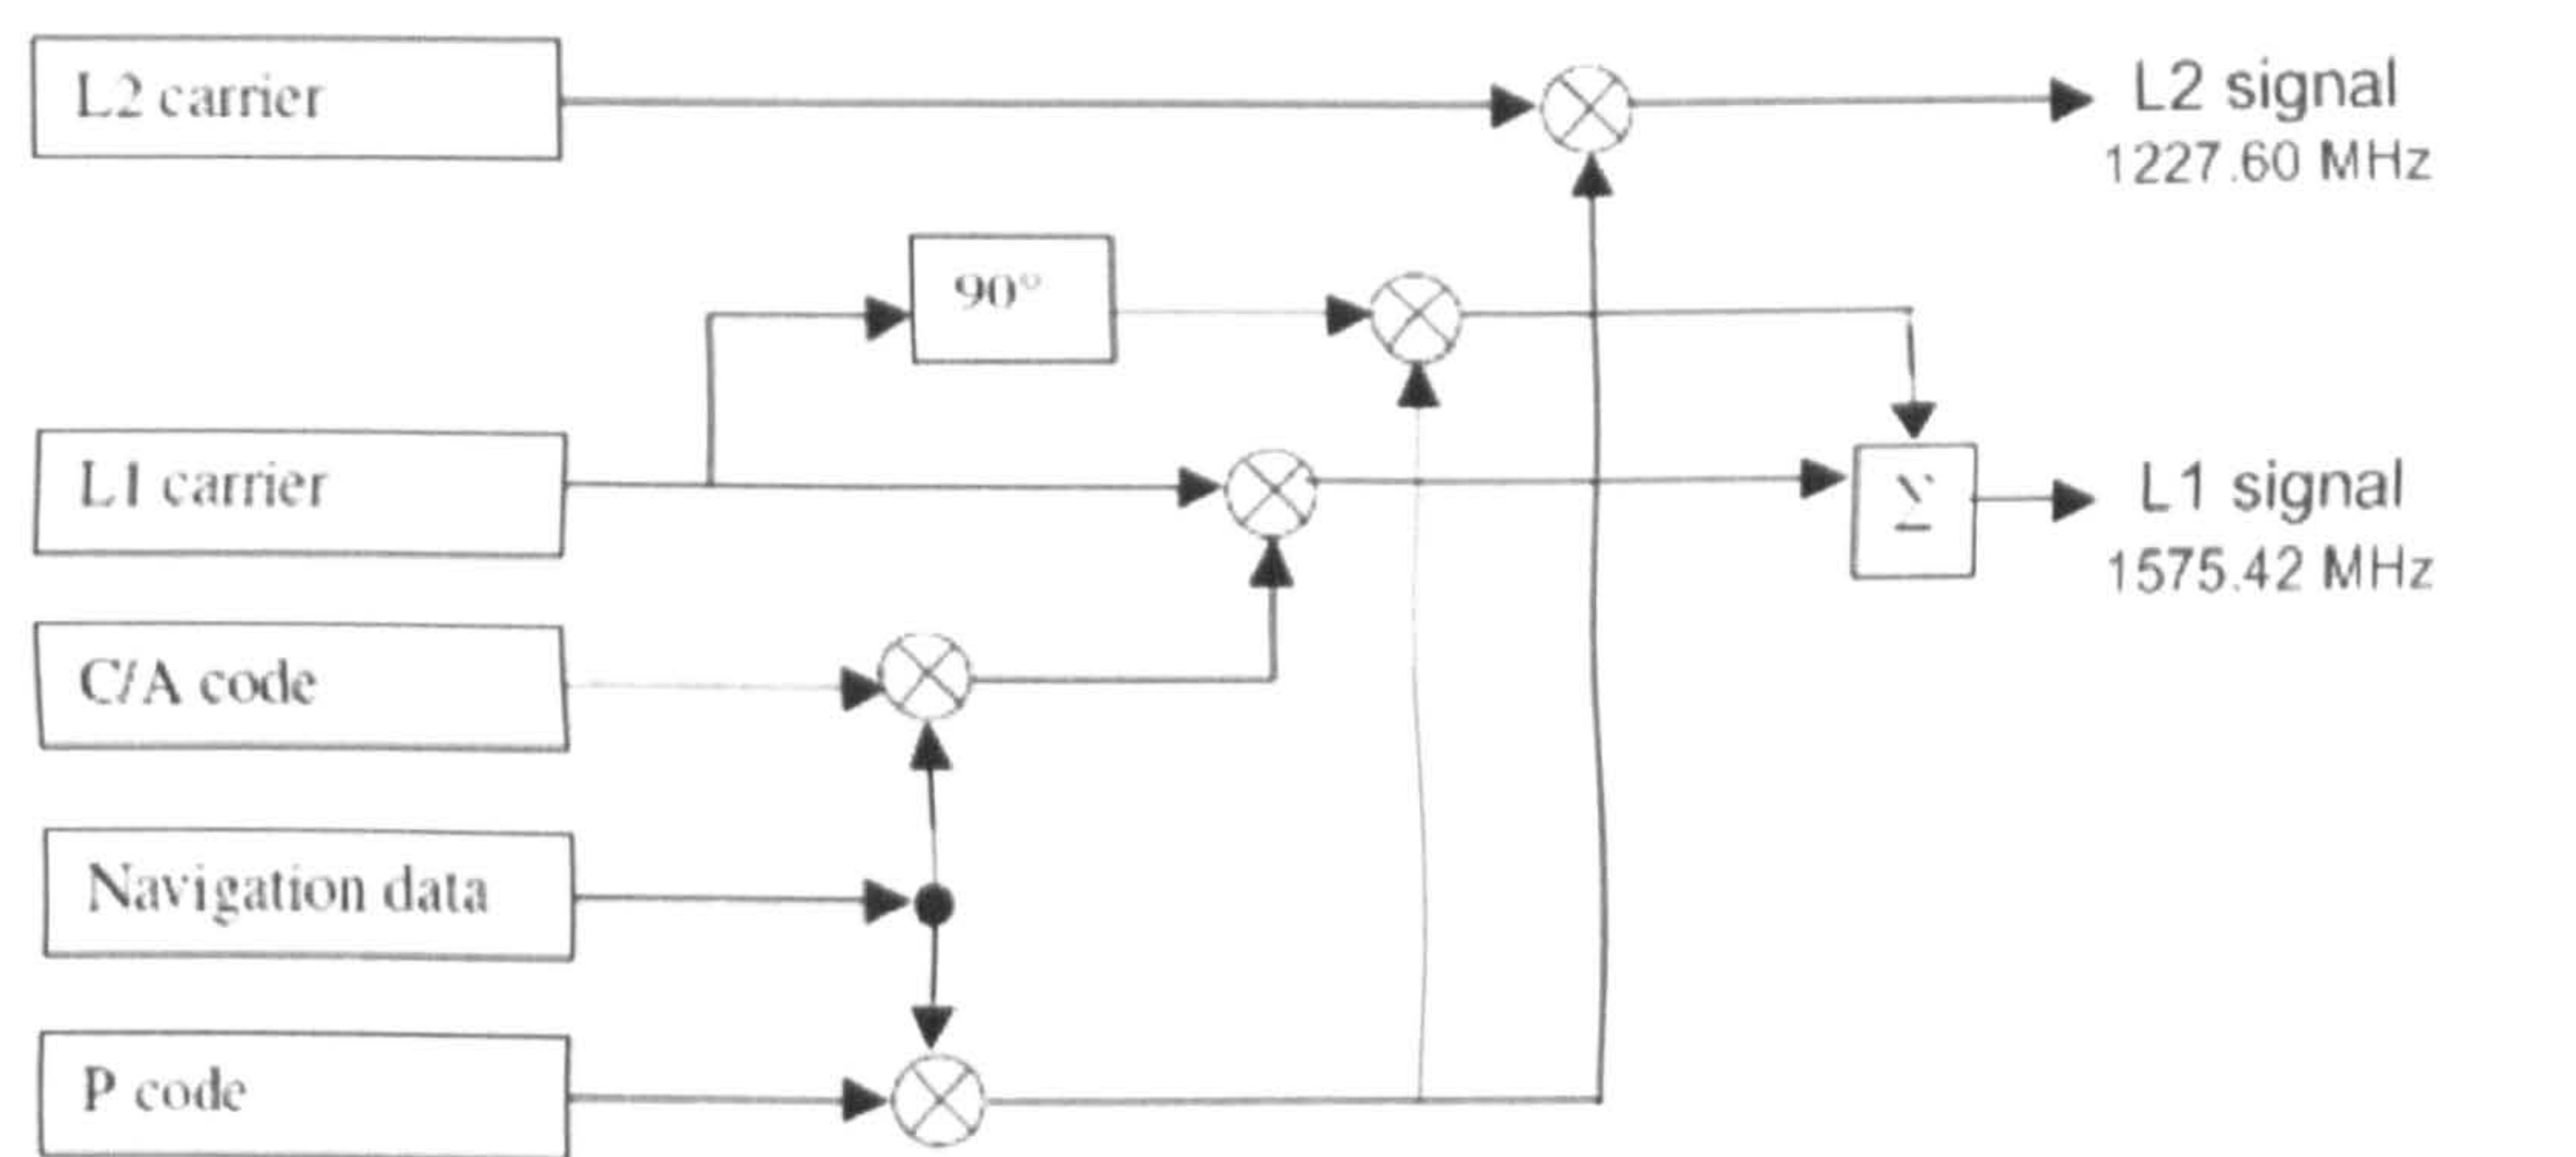 L2 carrier
L2 signal
1227.60 MHz
90°
L1 carrier
Σ
L1 signal
1575.42 MHz
C/A code
Navigation data
P code